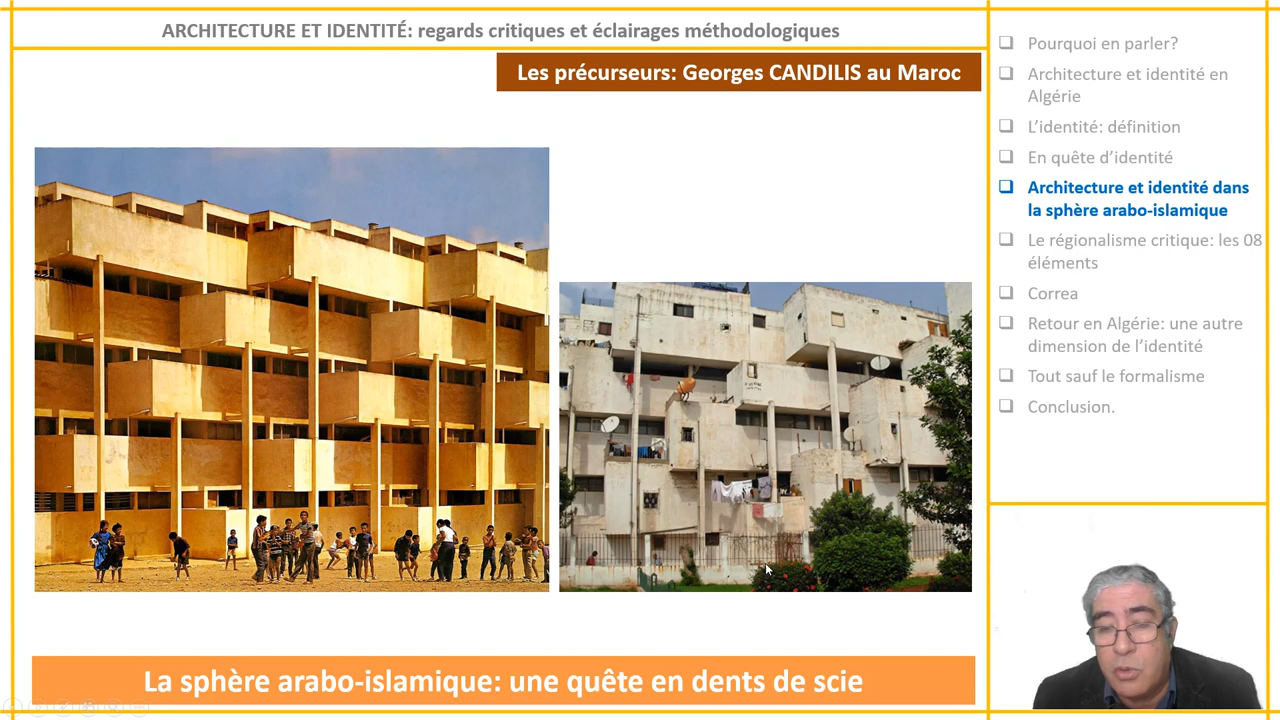 ARCHITECTURE ET IDENTITÉ: regards critiques et éclairages méthodologiques
Les précurseurs: Georges CANDILIS au Maroc
La sphère arabo-islamique: une quête en dents de scie
Pourquoi en parler?
Architecture et identité en
Algérie
L’identité: définition
En quête d’identité
Architecture et identité dans
la sphère arabo-islamique
Le régionalisme critique: les 08
éléments
Correa
Retour en Algérie: une autre
dimension de l’identité
Tout sauf le formalisme
Conclusion.